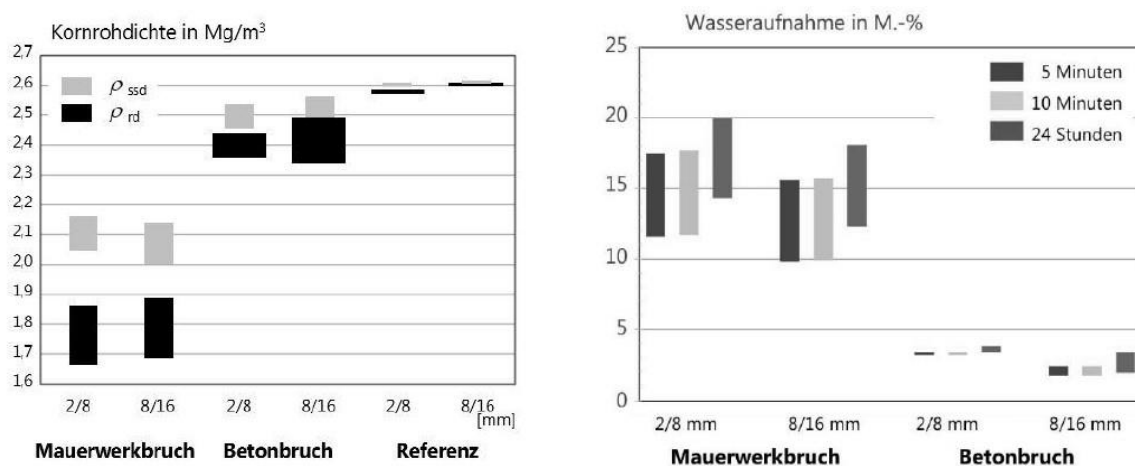 Kornrohdichte in Mg/m³
2,7
2,6
2,5
2,4
2,3
2,2
2,1
2,0
1,9
1,8
1,7
1,6
ρ ssd
ρ rd
2/8 8/16 2/8 8/16 2/8 8/16
[mm]
Mauerwerkbruch Betonbruch Referenz
Wasseraufnahme in M.-%
25
20
15
10
5
0
5 Minuten
10 Minuten
24 Stunden
2/8 mm 8/16 mm 2/8 mm 8/16 mm
Mauerwerkbruch Betonbruch